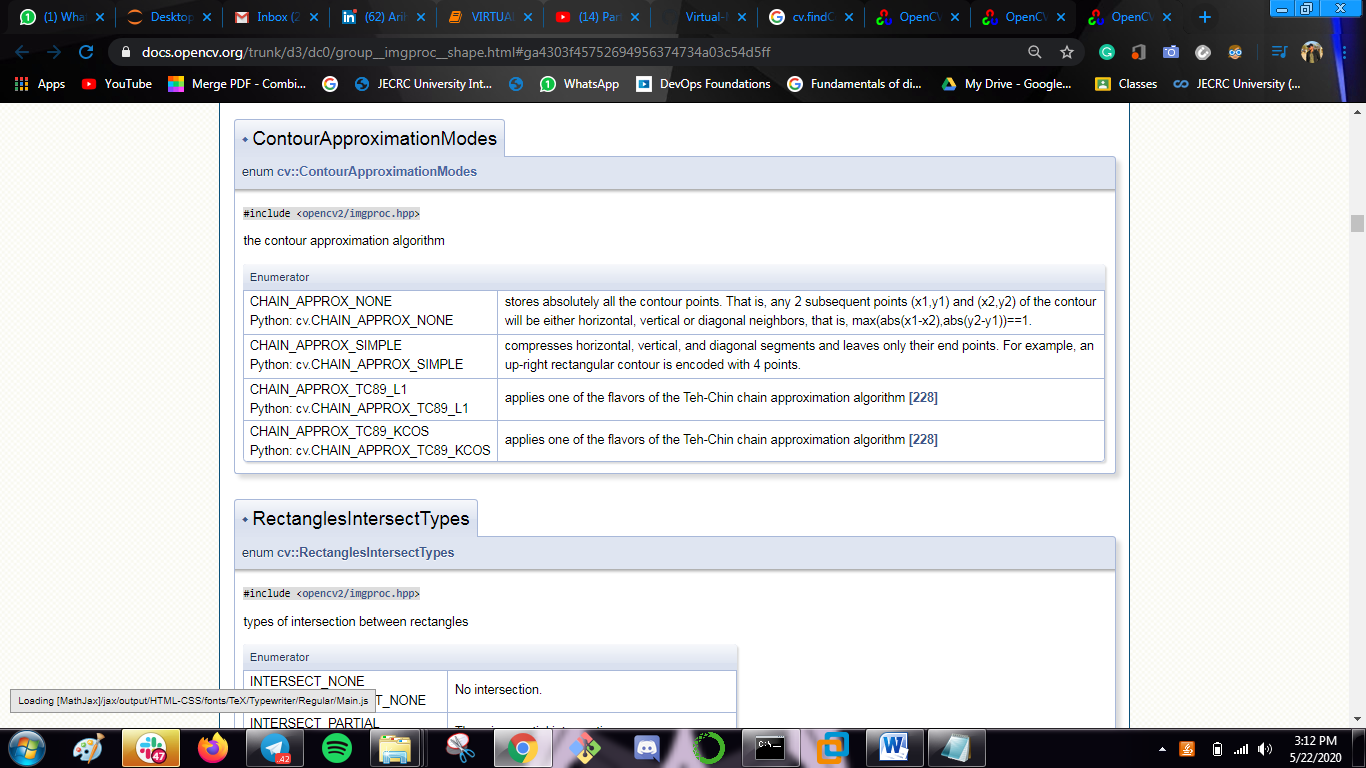 (1) Wha
Desktop
Inbox (2
(62) Arit
VIRTUA
(14) Par
Virtual-
cv.findC
OpenCV
OpenCV
OpenCV
docs.opencv.org/trunk/d3/dc0/group__imgproc__shape.html#ga4303f45752694956374734a03c54d5ff
Apps
YouTube
Merge PDF - Combi...
JECRC University Int...
WhatsApp
DevOps Foundations
Fundamentals of di...
My Drive - Google...
Classes
JECRC University (...
ContourApproximationModes
enum cv::ContourApproximationModes
#include <opencv2/imgproc.hpp>
the contour approximation algorithm
Enumerator
CHAIN_APPROX_NONE
Python: cv.CHAIN_APPROX_NONE
stores absolutely all the contour points. That is, any 2 subsequent points (x1,y1) and (x2,y2) of the contour
will be either horizontal, vertical or diagonal neighbors, that is, max(abs(x1-x2),abs(y2-y1))==1.
CHAIN_APPROX_SIMPLE
Python: cv.CHAIN_APPROX_SIMPLE
compresses horizontal, vertical, and diagonal segments and leaves only their end points. For example, an
up-right rectangular contour is encoded with 4 points.
CHAIN_APPROX_TC89_L1
Python: cv.CHAIN_APPROX_TC89_L1
applies one of the flavors of the Teh-Chin chain approximation algorithm [228]
CHAIN_APPROX_TC89_KCOS
Python: cv.CHAIN_APPROX_TC89_KCOS
applies one of the flavors of the Teh-Chin chain approximation algorithm [228]
RectanglesIntersectTypes
enum cv::RectanglesIntersectTypes
#include <opencv2/imgproc.hpp>
types of intersection between rectangles
Enumerator
INTERSECT_NONE
T_NONE
No intersection.
INTERSECT_PARTIAL
Loading [MathJax]/jax/output/HTML-CSS/fonts/TeX/Typewriter/Regular/Main.js
47
42
C:\_
3:12 PM
5/22/2020